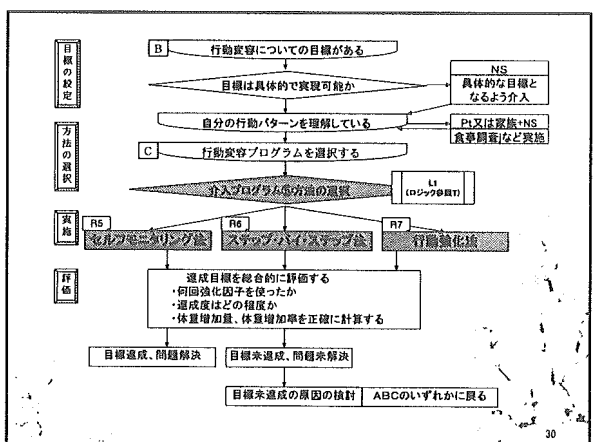 目標の設定
B
行動変容についての目標がある
目標は具体的で実現可能か
NS
具体的な目標と
なるよう介入
自分の行動パターンを理解している
Pt又は家族+NS
食事調査など実施
方法の選択
C
行動変容プログラムを選択する
介入プログラム方法の選択
L1
(ロジック参照T)
実施
R5
セルフモニタリング法
R6
ステップ・バイ・ステップ法
R7
行動強化法
評価
達成目標を総合的に評価する
・何回強化因子を使ったか
・達成度はどの程度か
・体重増加量、体重増加率を正確に計算する
目標達成、問題解決
目標未達成、問題未解決
目標未達成の原因の検討
ABCのいずれかに戻る
30